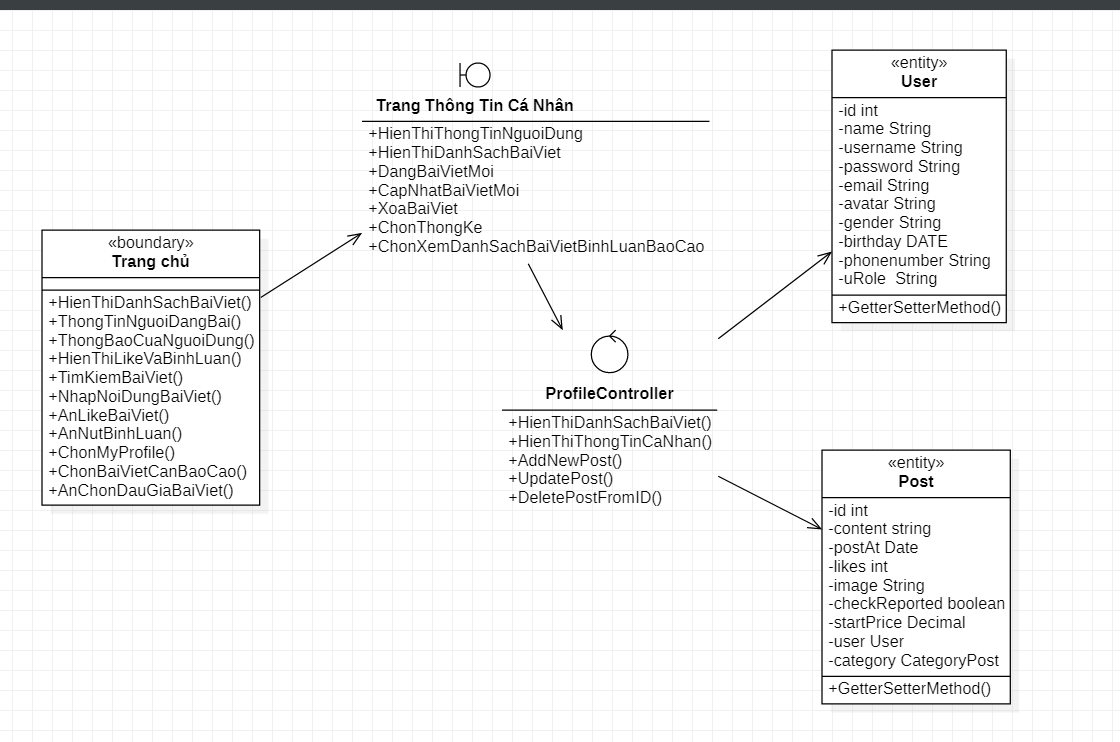 «boundary»
Trang chủ
+HienThiDanhSachBaiViet()
+ThongTinNguoiDangBai()
+ThongBaoCuaNguoiDung()
+HienThiLikeVaBinhLuan()
+TimKiemBaiViet()
+NhapNoiDungBaiViet()
+AnLikeBaiViet()
+AnNutBinhLuan()
+ChonMyProfile()
+ChonBaiVietCanBaoCao()
+AnChonDauGiaBaiViet()
Trang Thông Tin Cá Nhân
+HienThiThongTinNguoiDung
+HienThiDanhSachBaiViet
+DangBaiVietMoi
+CapNhatBaiVietMoi
+XoaBaiViet
+ChonThongKe
+ChonXemDanhSachBaiVietBinhLuanBaoCao
ProfileController
+HienThiDanhSachBaiViet()
+HienThiThongTinCaNhan()
+AddNewPost()
+UpdatePost()
+DeletePostFromID()
«entity»
User
-id int
-name String
-username String
-password String
-email String
-avatar String
-gender String
-birthday DATE
-phonenumber String
-uRole String
+GetterSetterMethod()
«entity»
Post
-id int
-content string
-postAt Date
-likes int
-image String
-checkReported boolean
-startPrice Decimal
-user User
-category CategoryPost
+GetterSetterMethod()